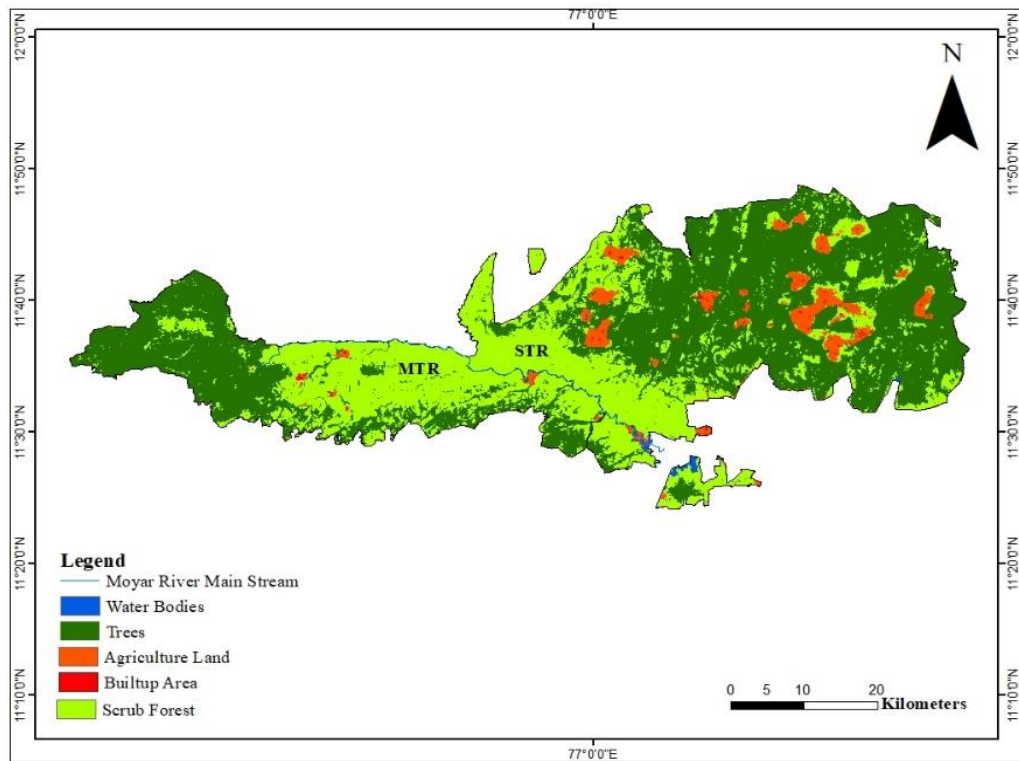 77°0'0"E
12°0'0"N
12°0'0"N
N
11°50'0"N
11°50'0"N
11°40'0"N
11°40'0"N
STR
MTR
11°30'0"N
11°30'0"N
Legend
Moyar River Main Stream
Water Bodies
Trees
Agriculture Land
Builtup Area
Scrub Forest
11°20'0"N
11°20'0"N
11°10'0"N
11°10'0"N
0 5 10 20
Kilometers
77°0'0"E